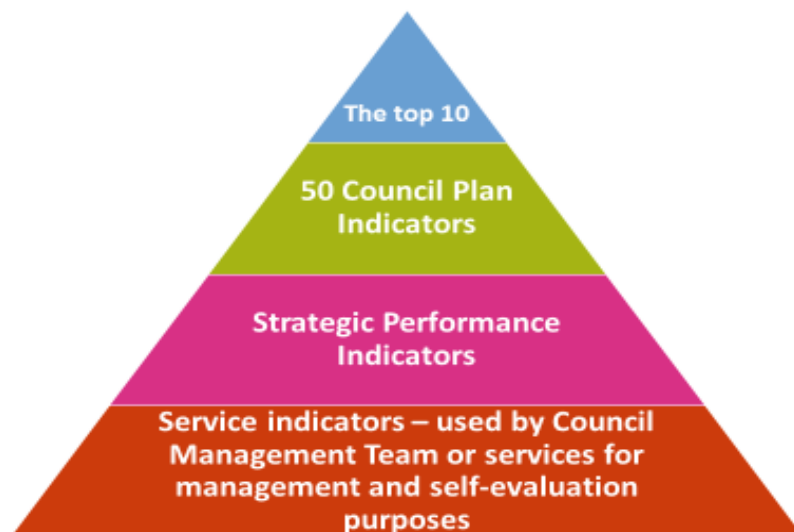 The top 10
50 Council Plan
Indicators
Strategic Performance
Indicators
Service indicators – used by Council
Management Team or services for
management and self-evaluation
purposes